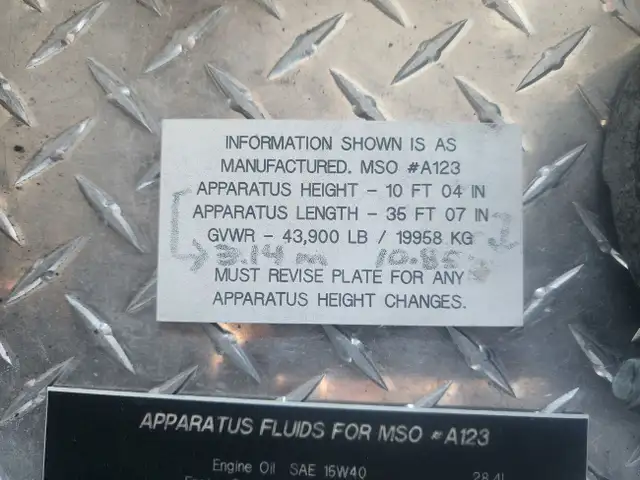 INFORMATION SHOWN IS AS
MANUFACTURED. MSO #A123
APPARATUS HEIGHT - 10 FT 04 IN
APPARATUS LENGTH - 35 FT 07 IN
GVWR - 43,900 LB / 19958 KG
3.14 m 10.85
MUST REVISE PLATE FOR ANY
APPARATUS HEIGHT CHANGES.
APPARATUS FLUIDS FOR MSO #A123
Engine Oil SAE 15W40 28.4L